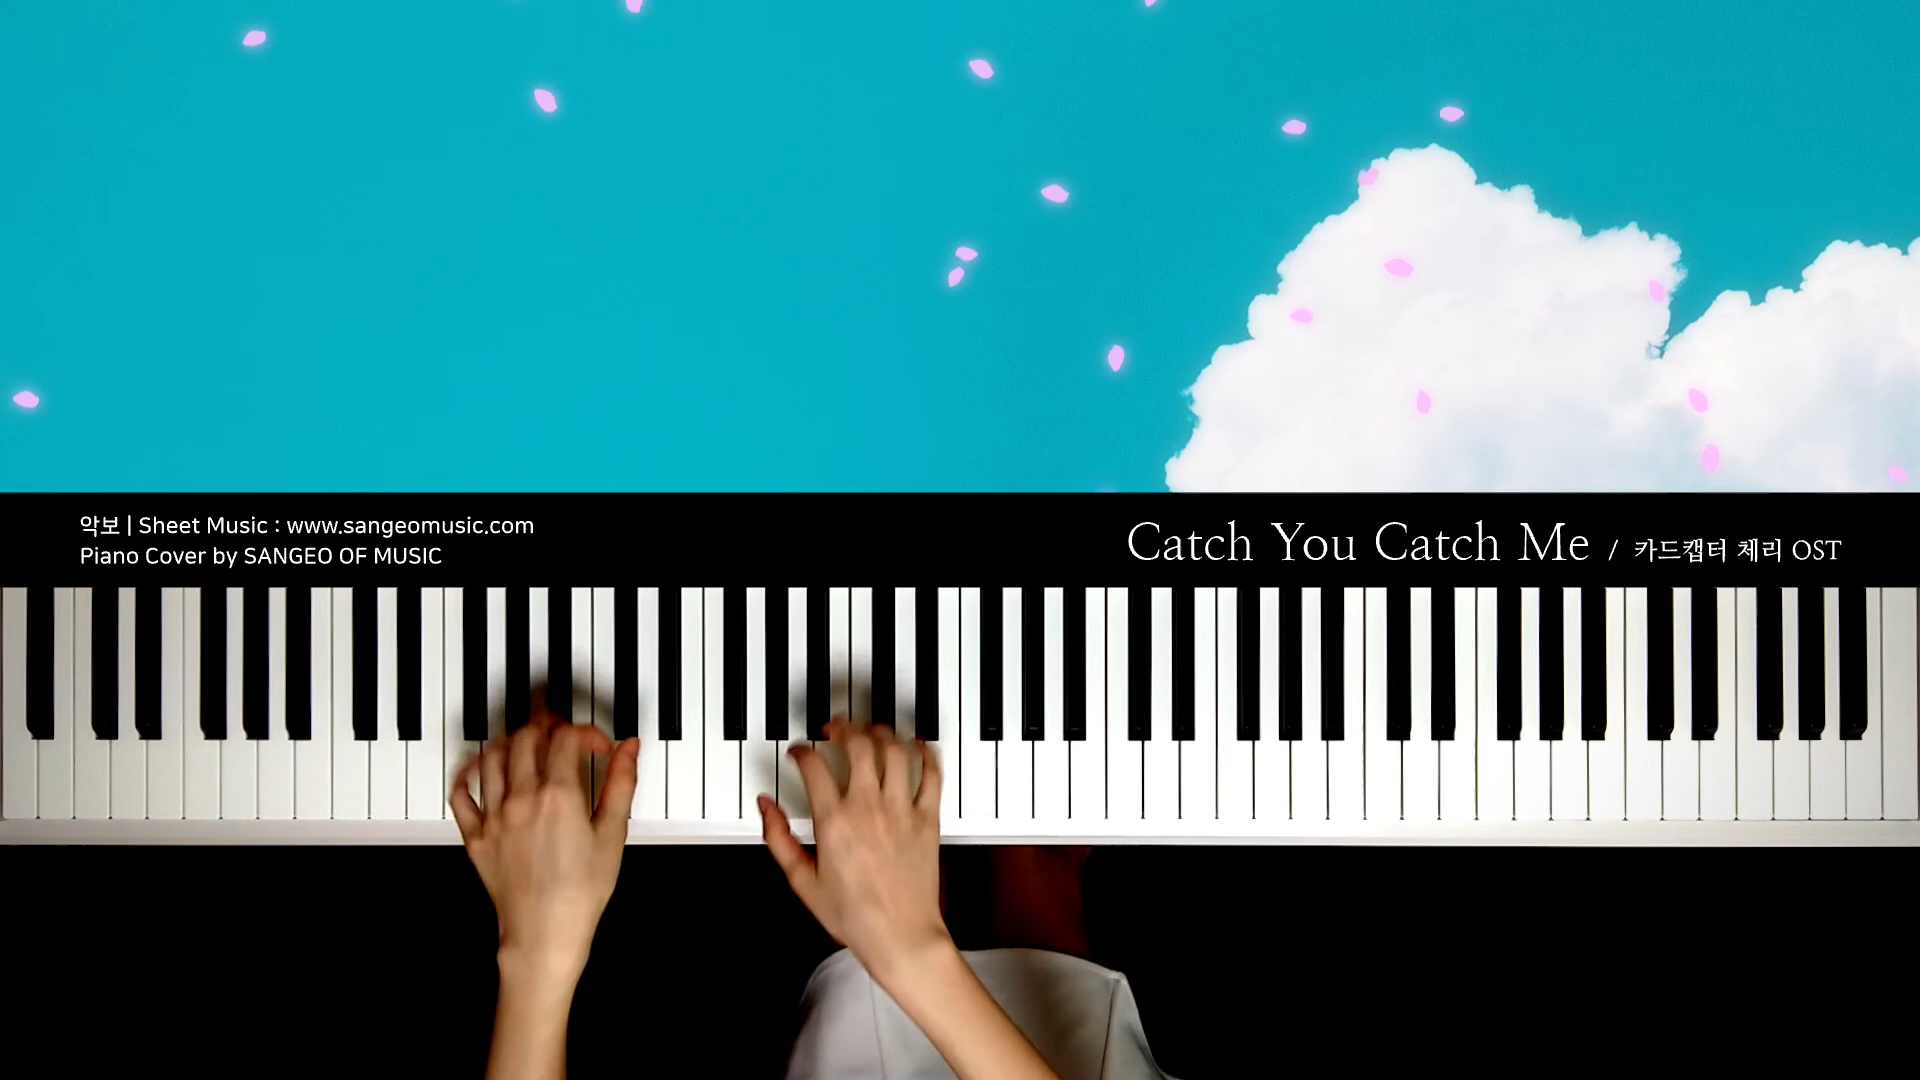 악보 | Sheet Music : www.sangeomusic.com
Piano Cover by SANGEO OF MUSIC
Catch You Catch Me / 카드캡터 체리 OST